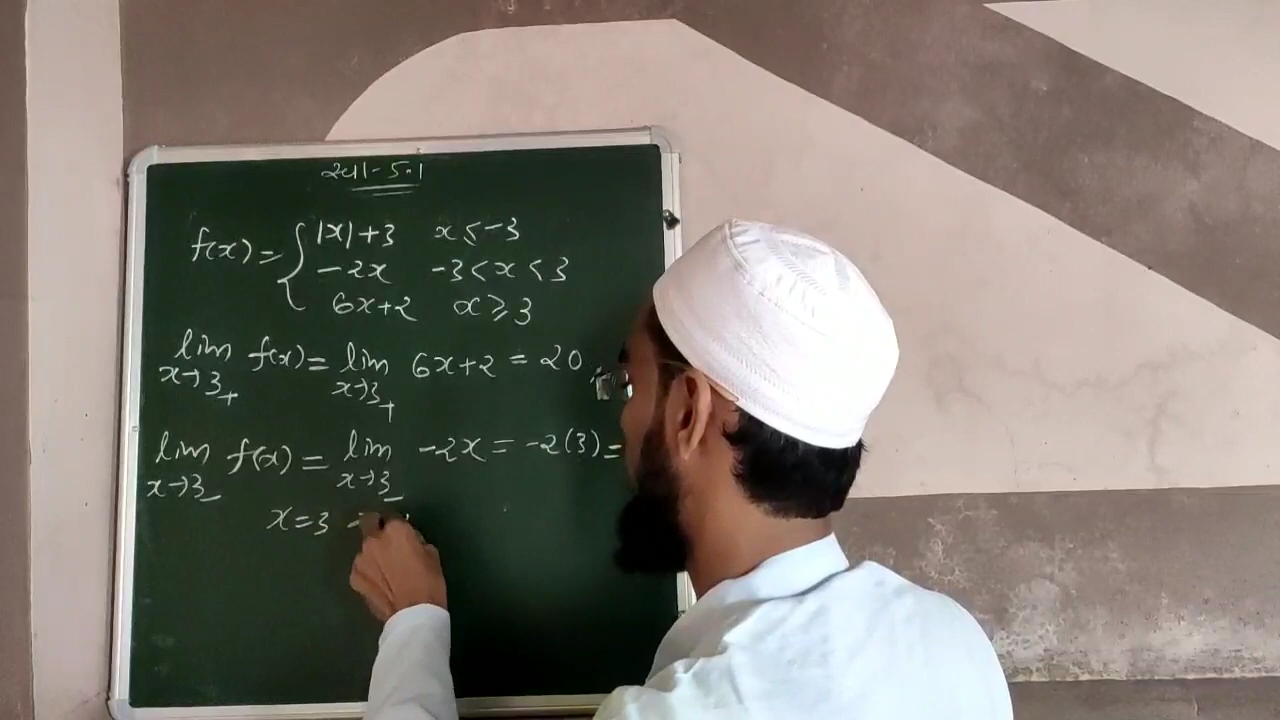 2011-5.1
f(x) = { |x|+3 x ≤ -3
-2x -3 < x < 3
6x+2 x ≥ 3
lim x→3+ f(x) = lim x→3+ 6x+2 = 20
lim x→3- f(x) = lim x→3- -2x = -2(3) =
x=3